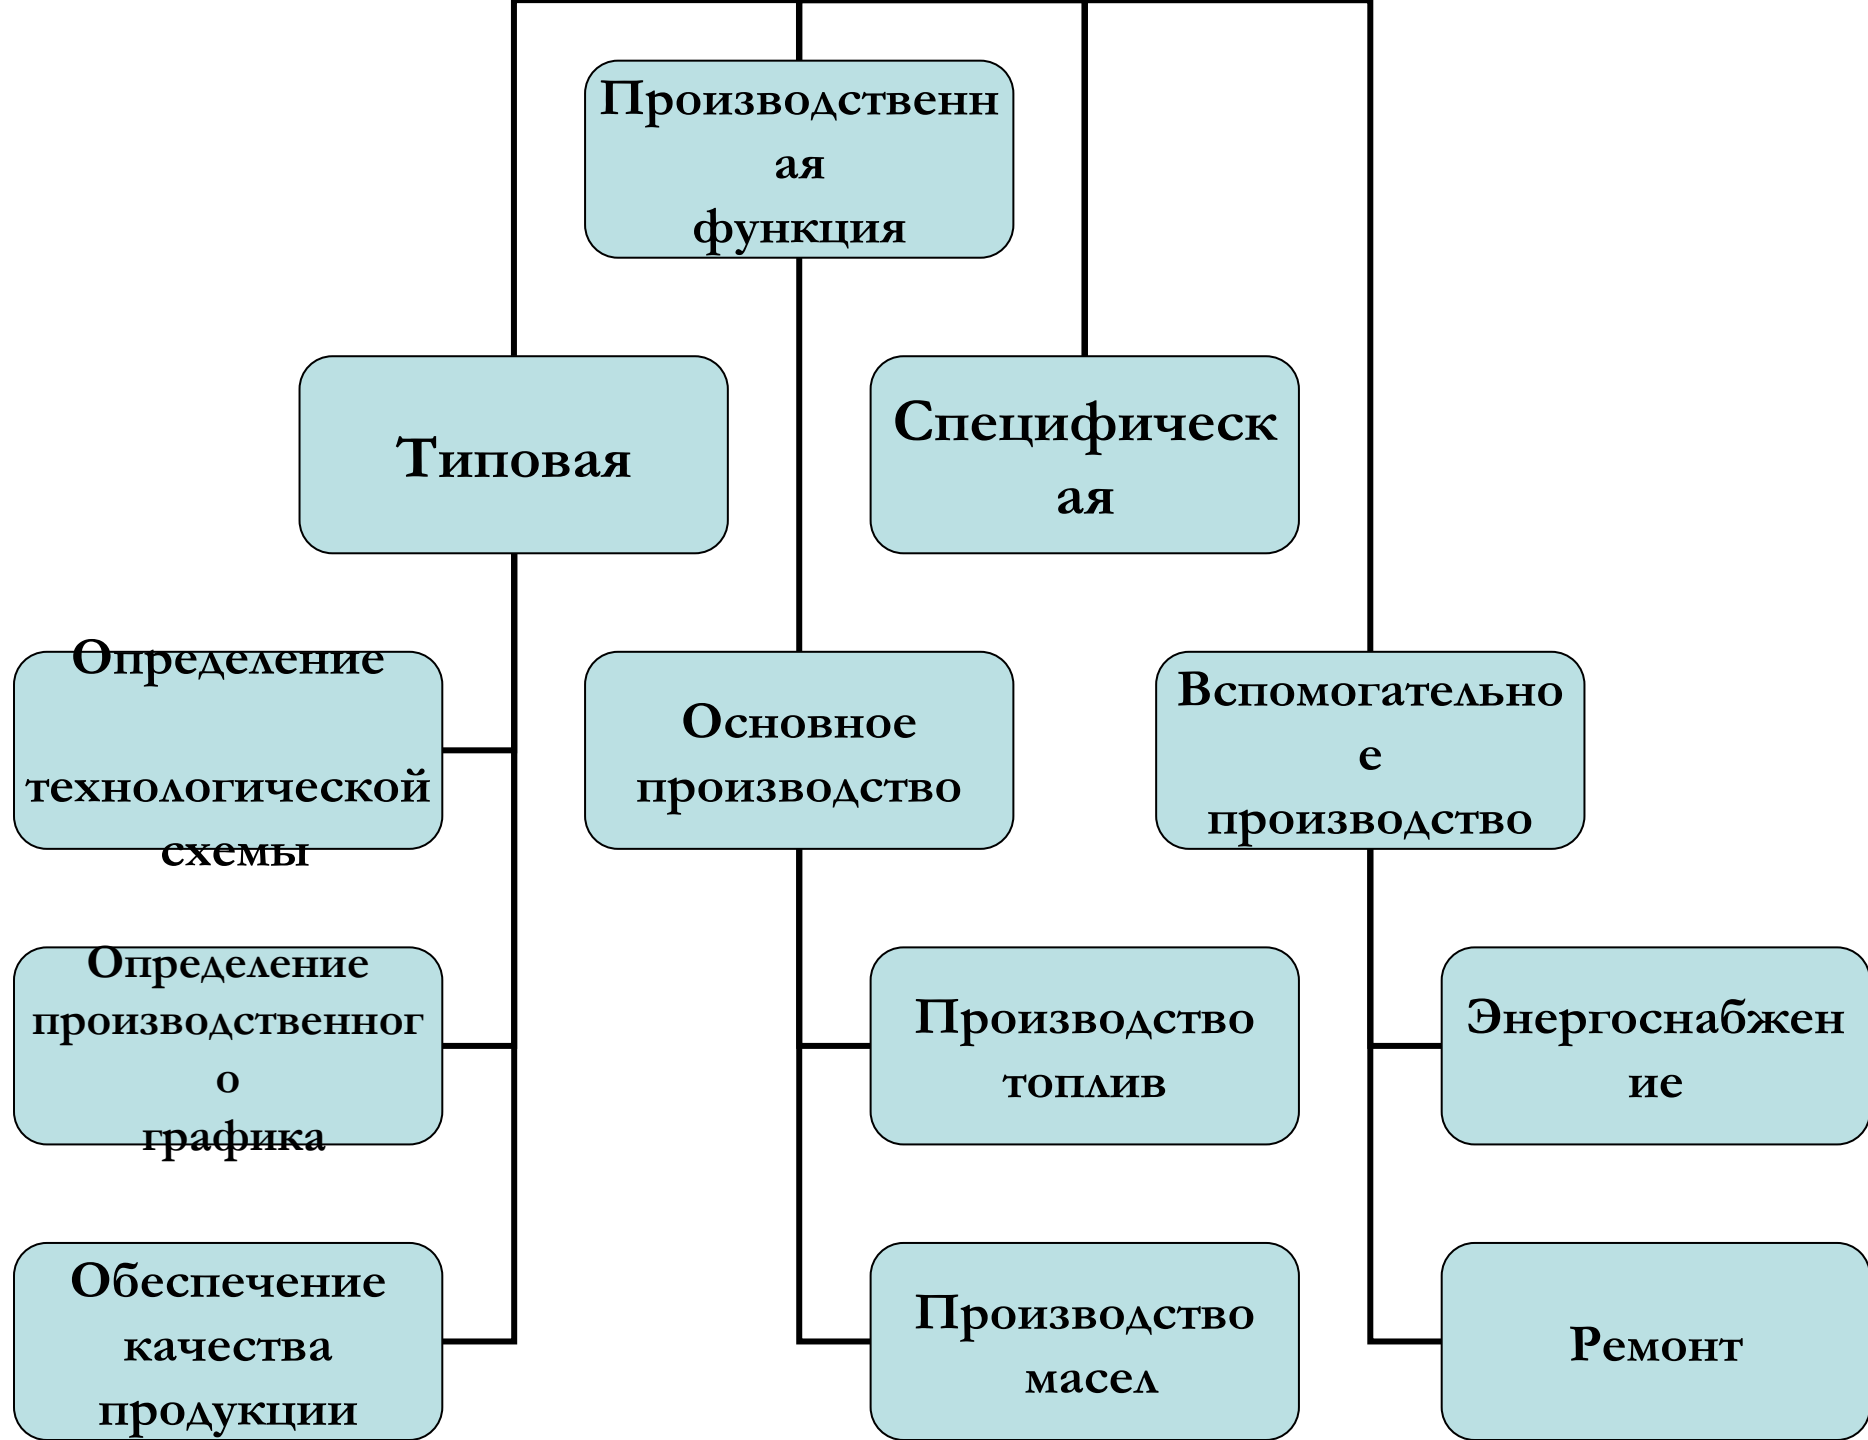 Производственн
ая
функция
Типовая
Специфическ
ая
Определение
технологической
схемы
Основное
производство
Вспомогательно
е
производство
Определение
производственног
о
графика
Производство
топлив
Энергоснабжен
ие
Обеспечение
качества
продукции
Производство
масел
Ремонт